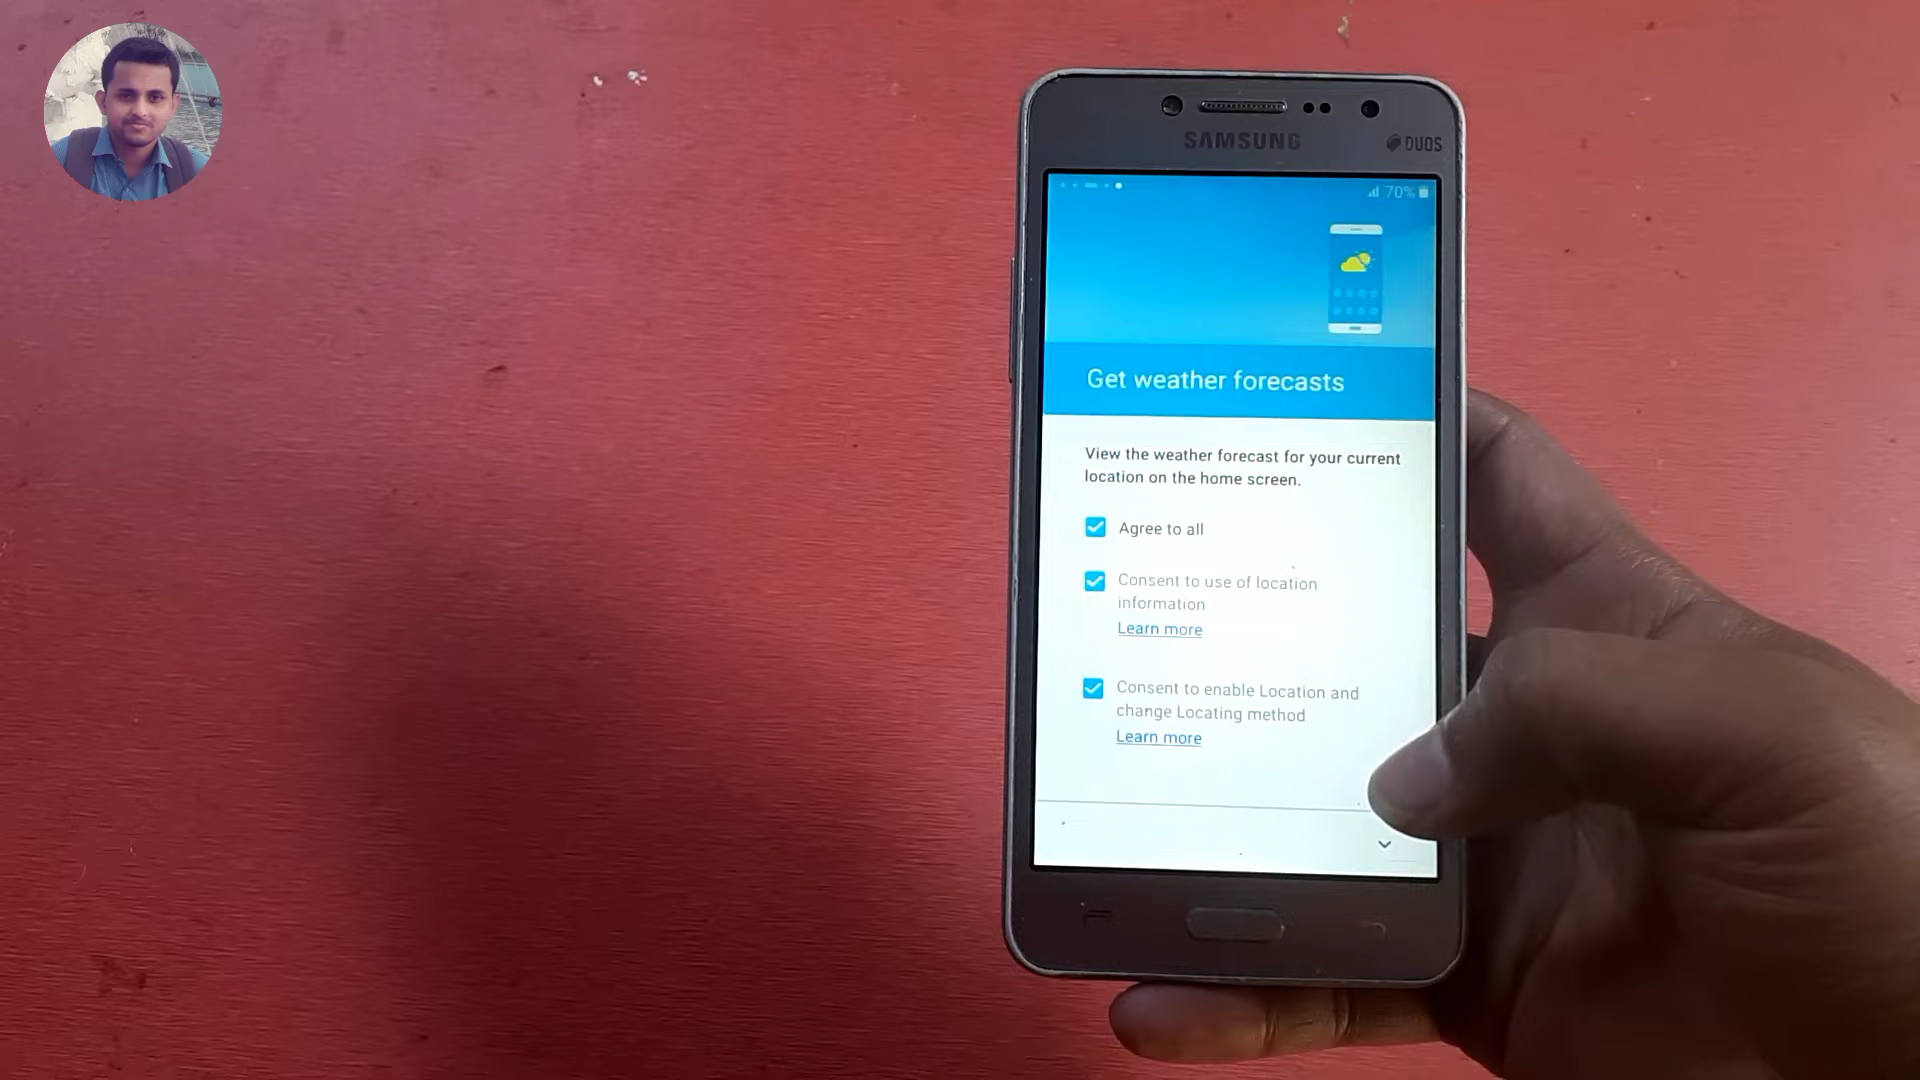 SAMSUNG
DUOS
70%
Get weather forecasts
View the weather forecast for your current
location on the home screen.
Agree to all
Consent to use of location
information
Learn more
Consent to enable Location and
change Locating method
Learn more